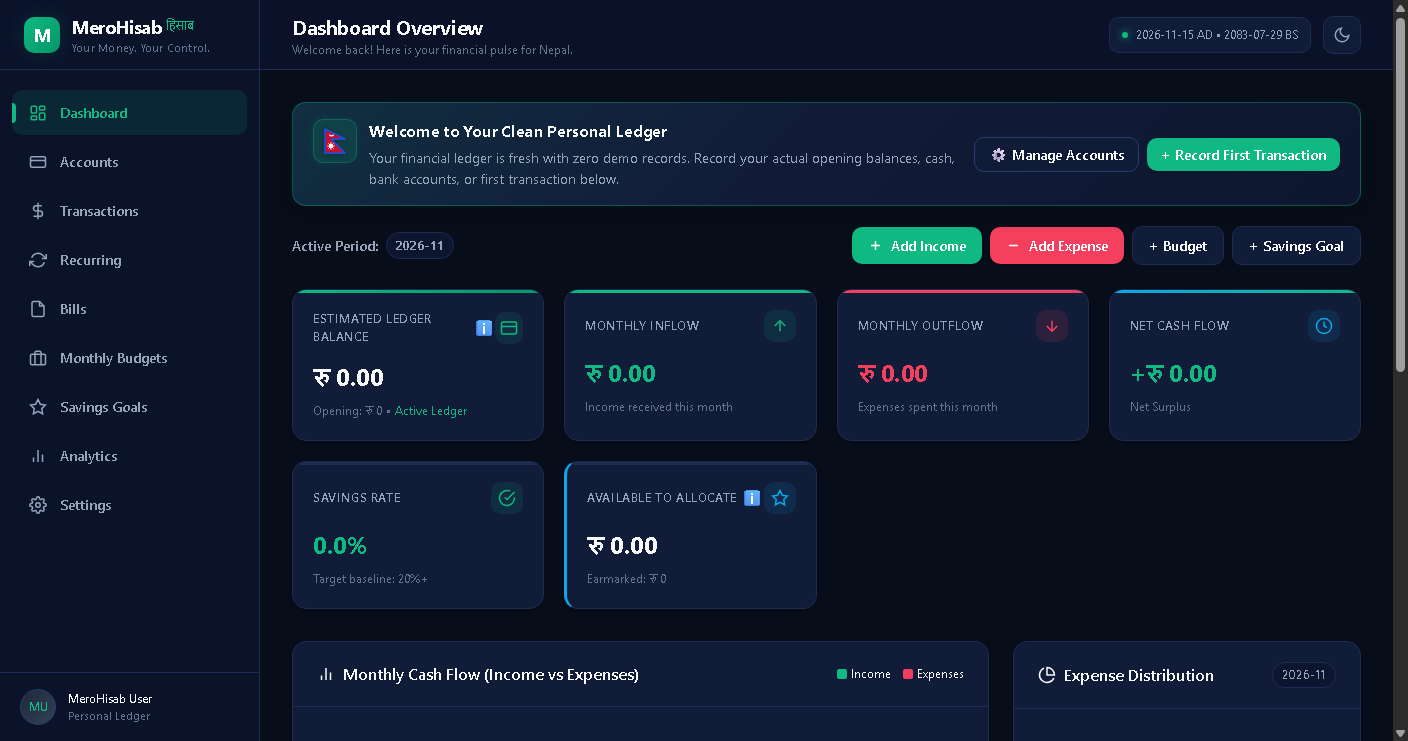 M
MeroHisab हिसाब
Your Money. Your Control.
Dashboard
Accounts
Transactions
Recurring
Bills
Monthly Budgets
Savings Goals
Analytics
Settings
MU
MeroHisab User
Personal Ledger
Dashboard Overview
Welcome back! Here is your financial pulse for Nepal.
2026-11-15 AD • 2083-07-29 BS
Welcome to Your Clean Personal Ledger
Your financial ledger is fresh with zero demo records. Record your actual opening balances, cash,
bank accounts, or first transaction below.
Manage Accounts
+ Record First Transaction
Active Period: 2026-11
+ Add Income
− Add Expense
+ Budget
+ Savings Goal
ESTIMATED LEDGER
BALANCE
i
रु 0.00
Opening: रु 0 • Active Ledger
MONTHLY INFLOW
रु 0.00
Income received this month
MONTHLY OUTFLOW
रु 0.00
Expenses spent this month
NET CASH FLOW
+रु 0.00
Net Surplus
SAVINGS RATE
0.0%
Target baseline: 20%+
AVAILABLE TO ALLOCATE i
रु 0.00
Earmarked: रु 0
Monthly Cash Flow (Income vs Expenses)
Income
Expenses
Expense Distribution
2026-11